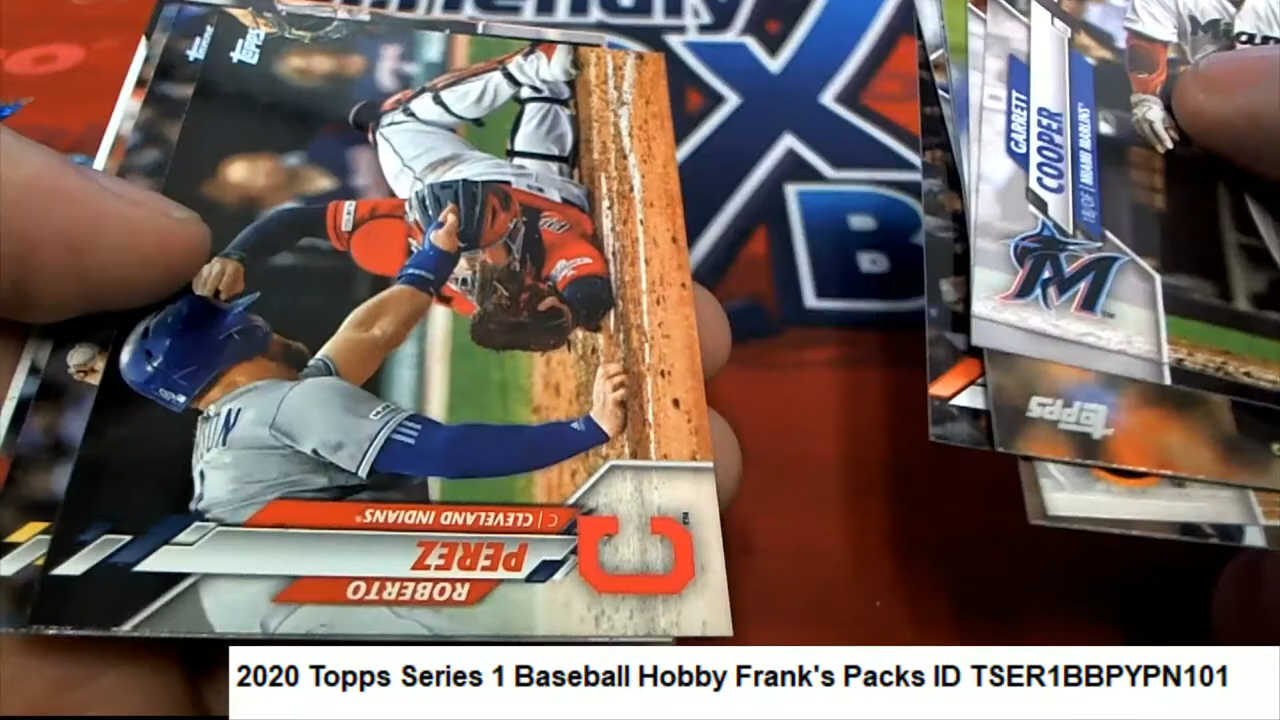 Topps
ROBERTO
PEREZ
C | CLEVELAND INDIANS
C
X
B
GARRETT
COOPER
1B/OF | MIAMI MARLINS
M
Topps
2020 Topps Series 1 Baseball Hobby Frank's Packs ID TSER1BBPYPN101